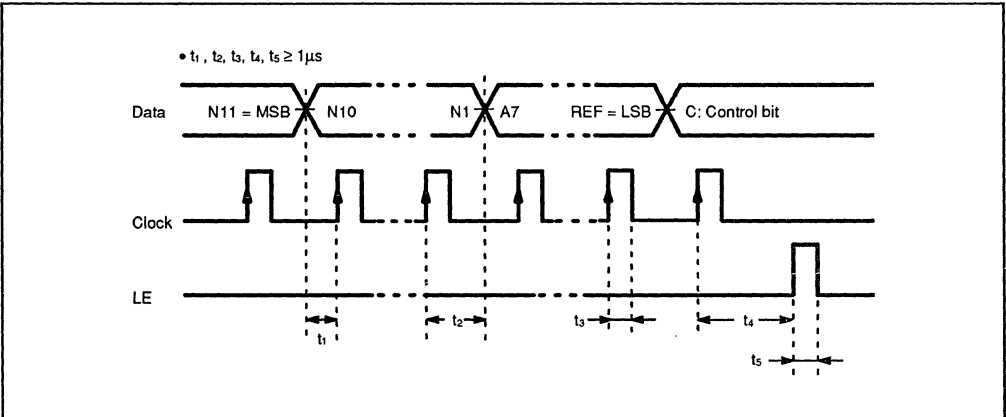 • t₁ , t₂, t₃, t₄, t₅ ≥ 1µs
Data N11 = MSB N10 N1 A7 REF = LSB C: Control bit
Clock
LE
t₁ t₂ t₃ t₄
t₅